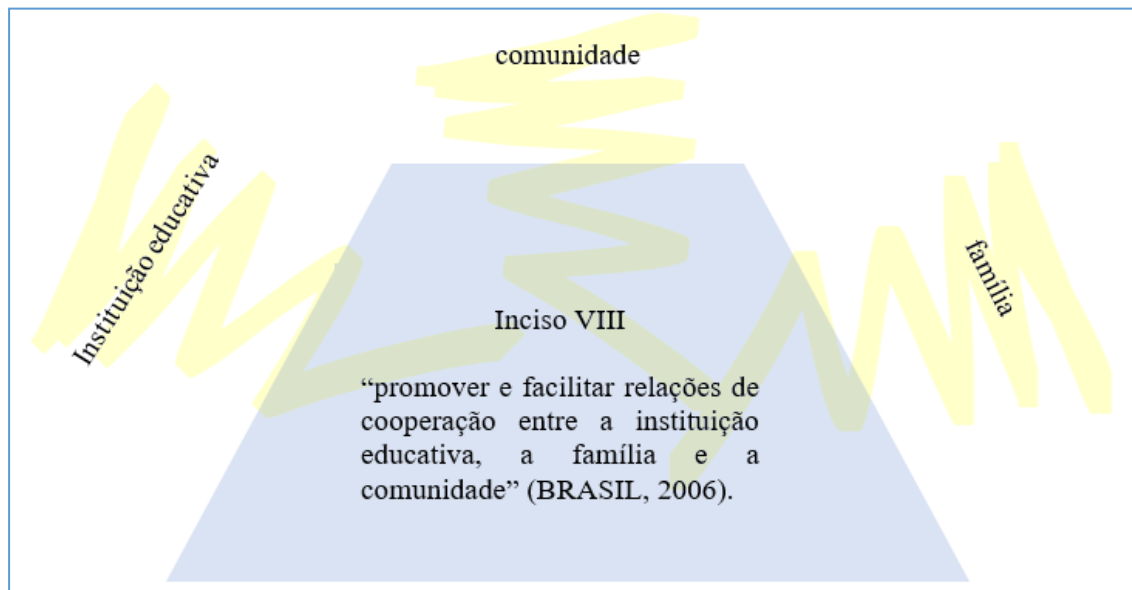 comunidade
Instituição educativa
família
Inciso VIII
“promover e facilitar relações de
cooperação entre a instituição
educativa, a família e a
comunidade” (BRASIL, 2006).